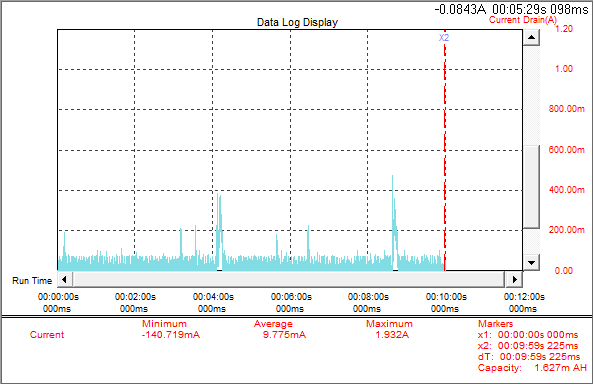 -0.0843A 00:05:29s 098ms
Data Log Display
Current Drain(A)
X2
1.20
1.00
800.00m
600.00m
400.00m
200.00m
0.00
Run Time
00:00:00s 00:02:00s 00:04:00s 00:06:00s 00:08:00s 00:10:00s 00:12:00s
000ms 000ms 000ms 000ms 000ms 000ms 000ms
Minimum Average Maximum Markers
Current -140.719mA 9.775mA 1.932A x1: 00:00:00s 000ms
x2: 00:09:59s 225ms
dT: 00:09:59s 225ms
Capacity: 1.627m AH